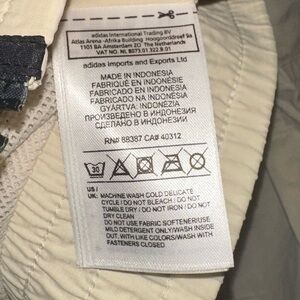 adidas International Trading BV
Atlas Arena -Afrika Building Hoogoorddreef 9a
1101 BA Amsterdam ZO The Netherlands
VAT NO. NL 8073.01.322.B.01
adidas Imports and Exports Ltd
MADE IN INDONESIA
FABRIQUÉ EN INDONÉSIE
FABRICADO EN INDONESIA
FABRICADO NA INDONÉSIA
GYÁRTVA: INDONÉZIA
ПРОИЗВЕДЕНО В ИНДОНЕЗИИ
СДЕЛАНО В ИНДОНЕЗИИ
RN# 88387 CA# 40312
30
US /
UK: MACHINE WASH COLD DELICATE
CYCLE / DO NOT BLEACH / DO NOT
TUMBLE DRY / DO NOT IRON / DO NOT
DRY CLEAN
DO NOT USE FABRIC SOFTENER/USE
MILD DETERGENT ONLY/WASH INSIDE
OUT, WITH LIKE COLORS/WASH WITH
FASTENERS CLOSED